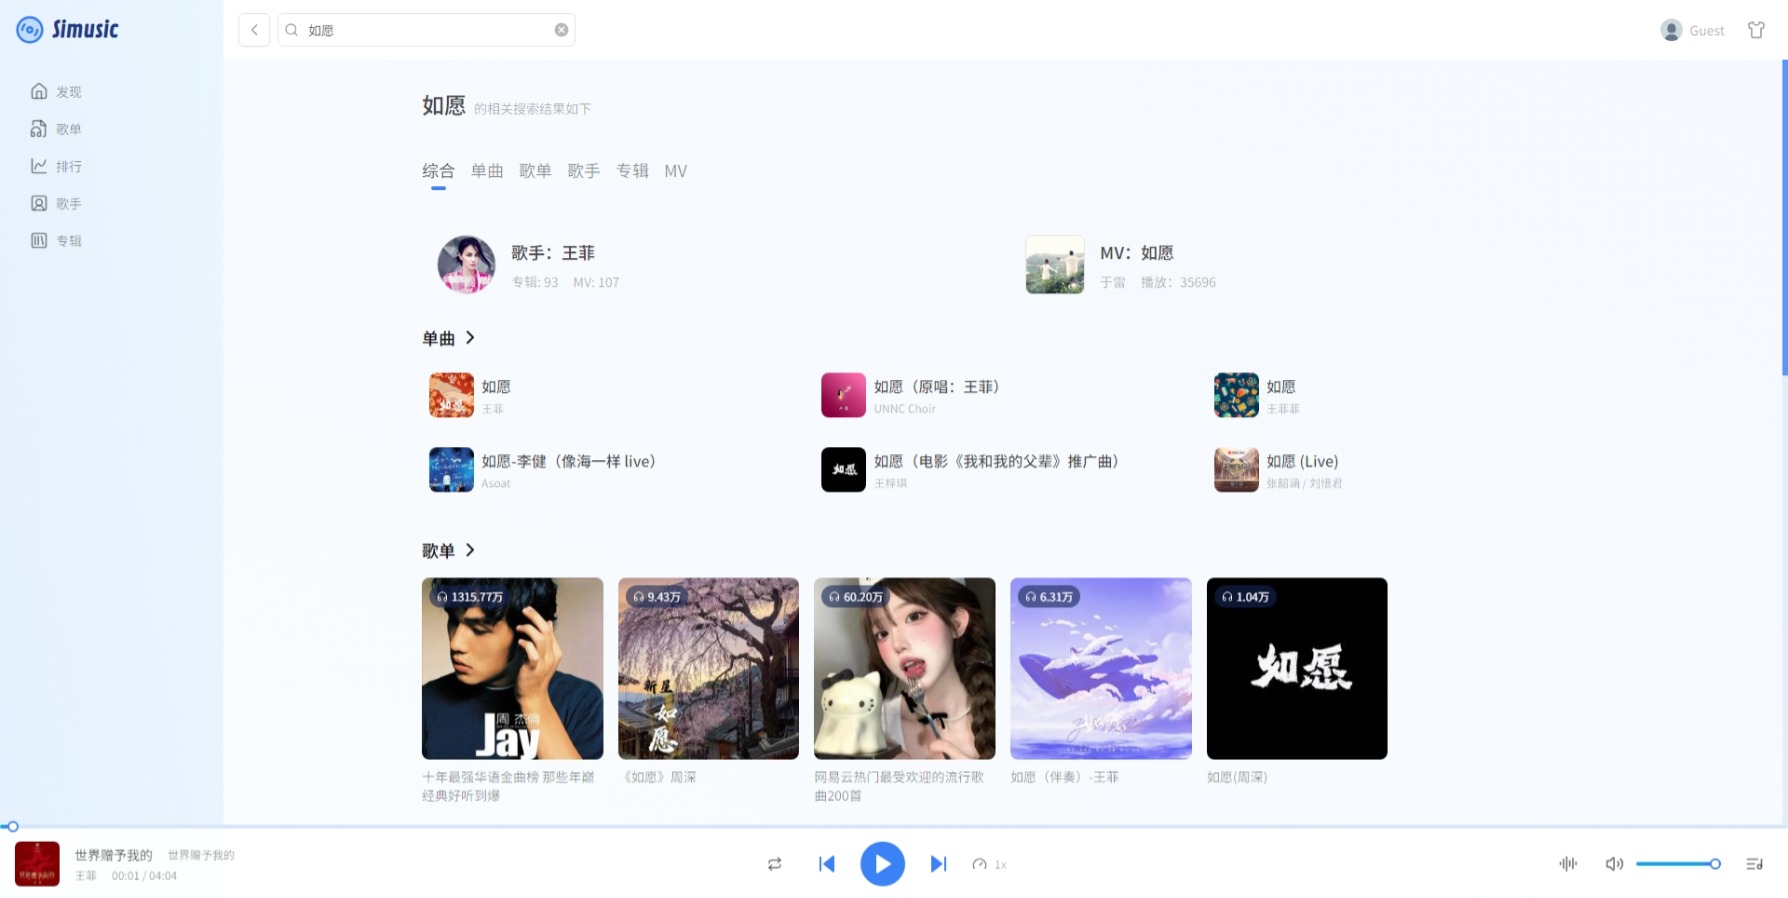 Simusic
如愿
Guest
发现
歌单
排行
歌手
专辑
如愿 的相关搜索结果如下
综合 单曲 歌单 歌手 专辑 MV
歌手：王菲
专辑: 93 MV: 107
MV：如愿
于雷 播放：35696
单曲
如愿
王菲
如愿（原唱：王菲）
UNNC Choir
如愿
王菲菲
如愿-李健（像海一样 live）
Asoat
如愿
如愿（电影《我和我的父辈》推广曲）
王梓琪
如愿 (Live)
张韶涵 / 刘惜君
歌单
1315.77万
9.43万
60.20万
6.31万
1.04万
周杰倫
Jay
新星
如愿
如愿
如愿
十年最强华语金曲榜 那些年巅
经典好听到爆
《如愿》周深
网易云热门最受欢迎的流行歌
曲200首
如愿（伴奏）-王菲
如愿(周深)
世界赠予我的 世界赠予我的
王菲 00:01 / 04:04
1x